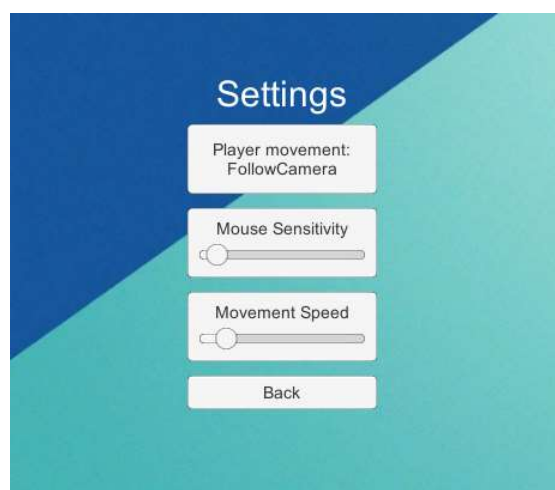 Settings
Player movement:
FollowCamera
Mouse Sensitivity
Movement Speed
Back